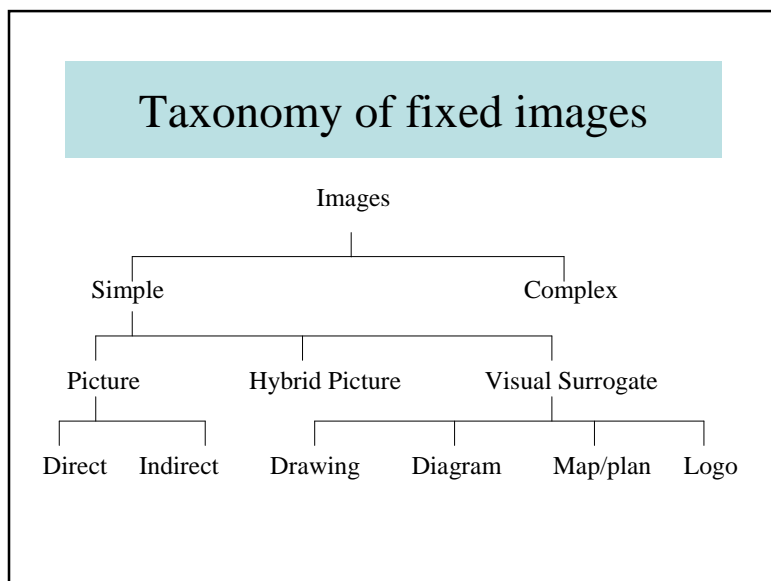 Taxonomy of fixed images
Images
Simple Complex
Picture Hybrid Picture Visual Surrogate
Direct Indirect Drawing Diagram Map/plan Logo